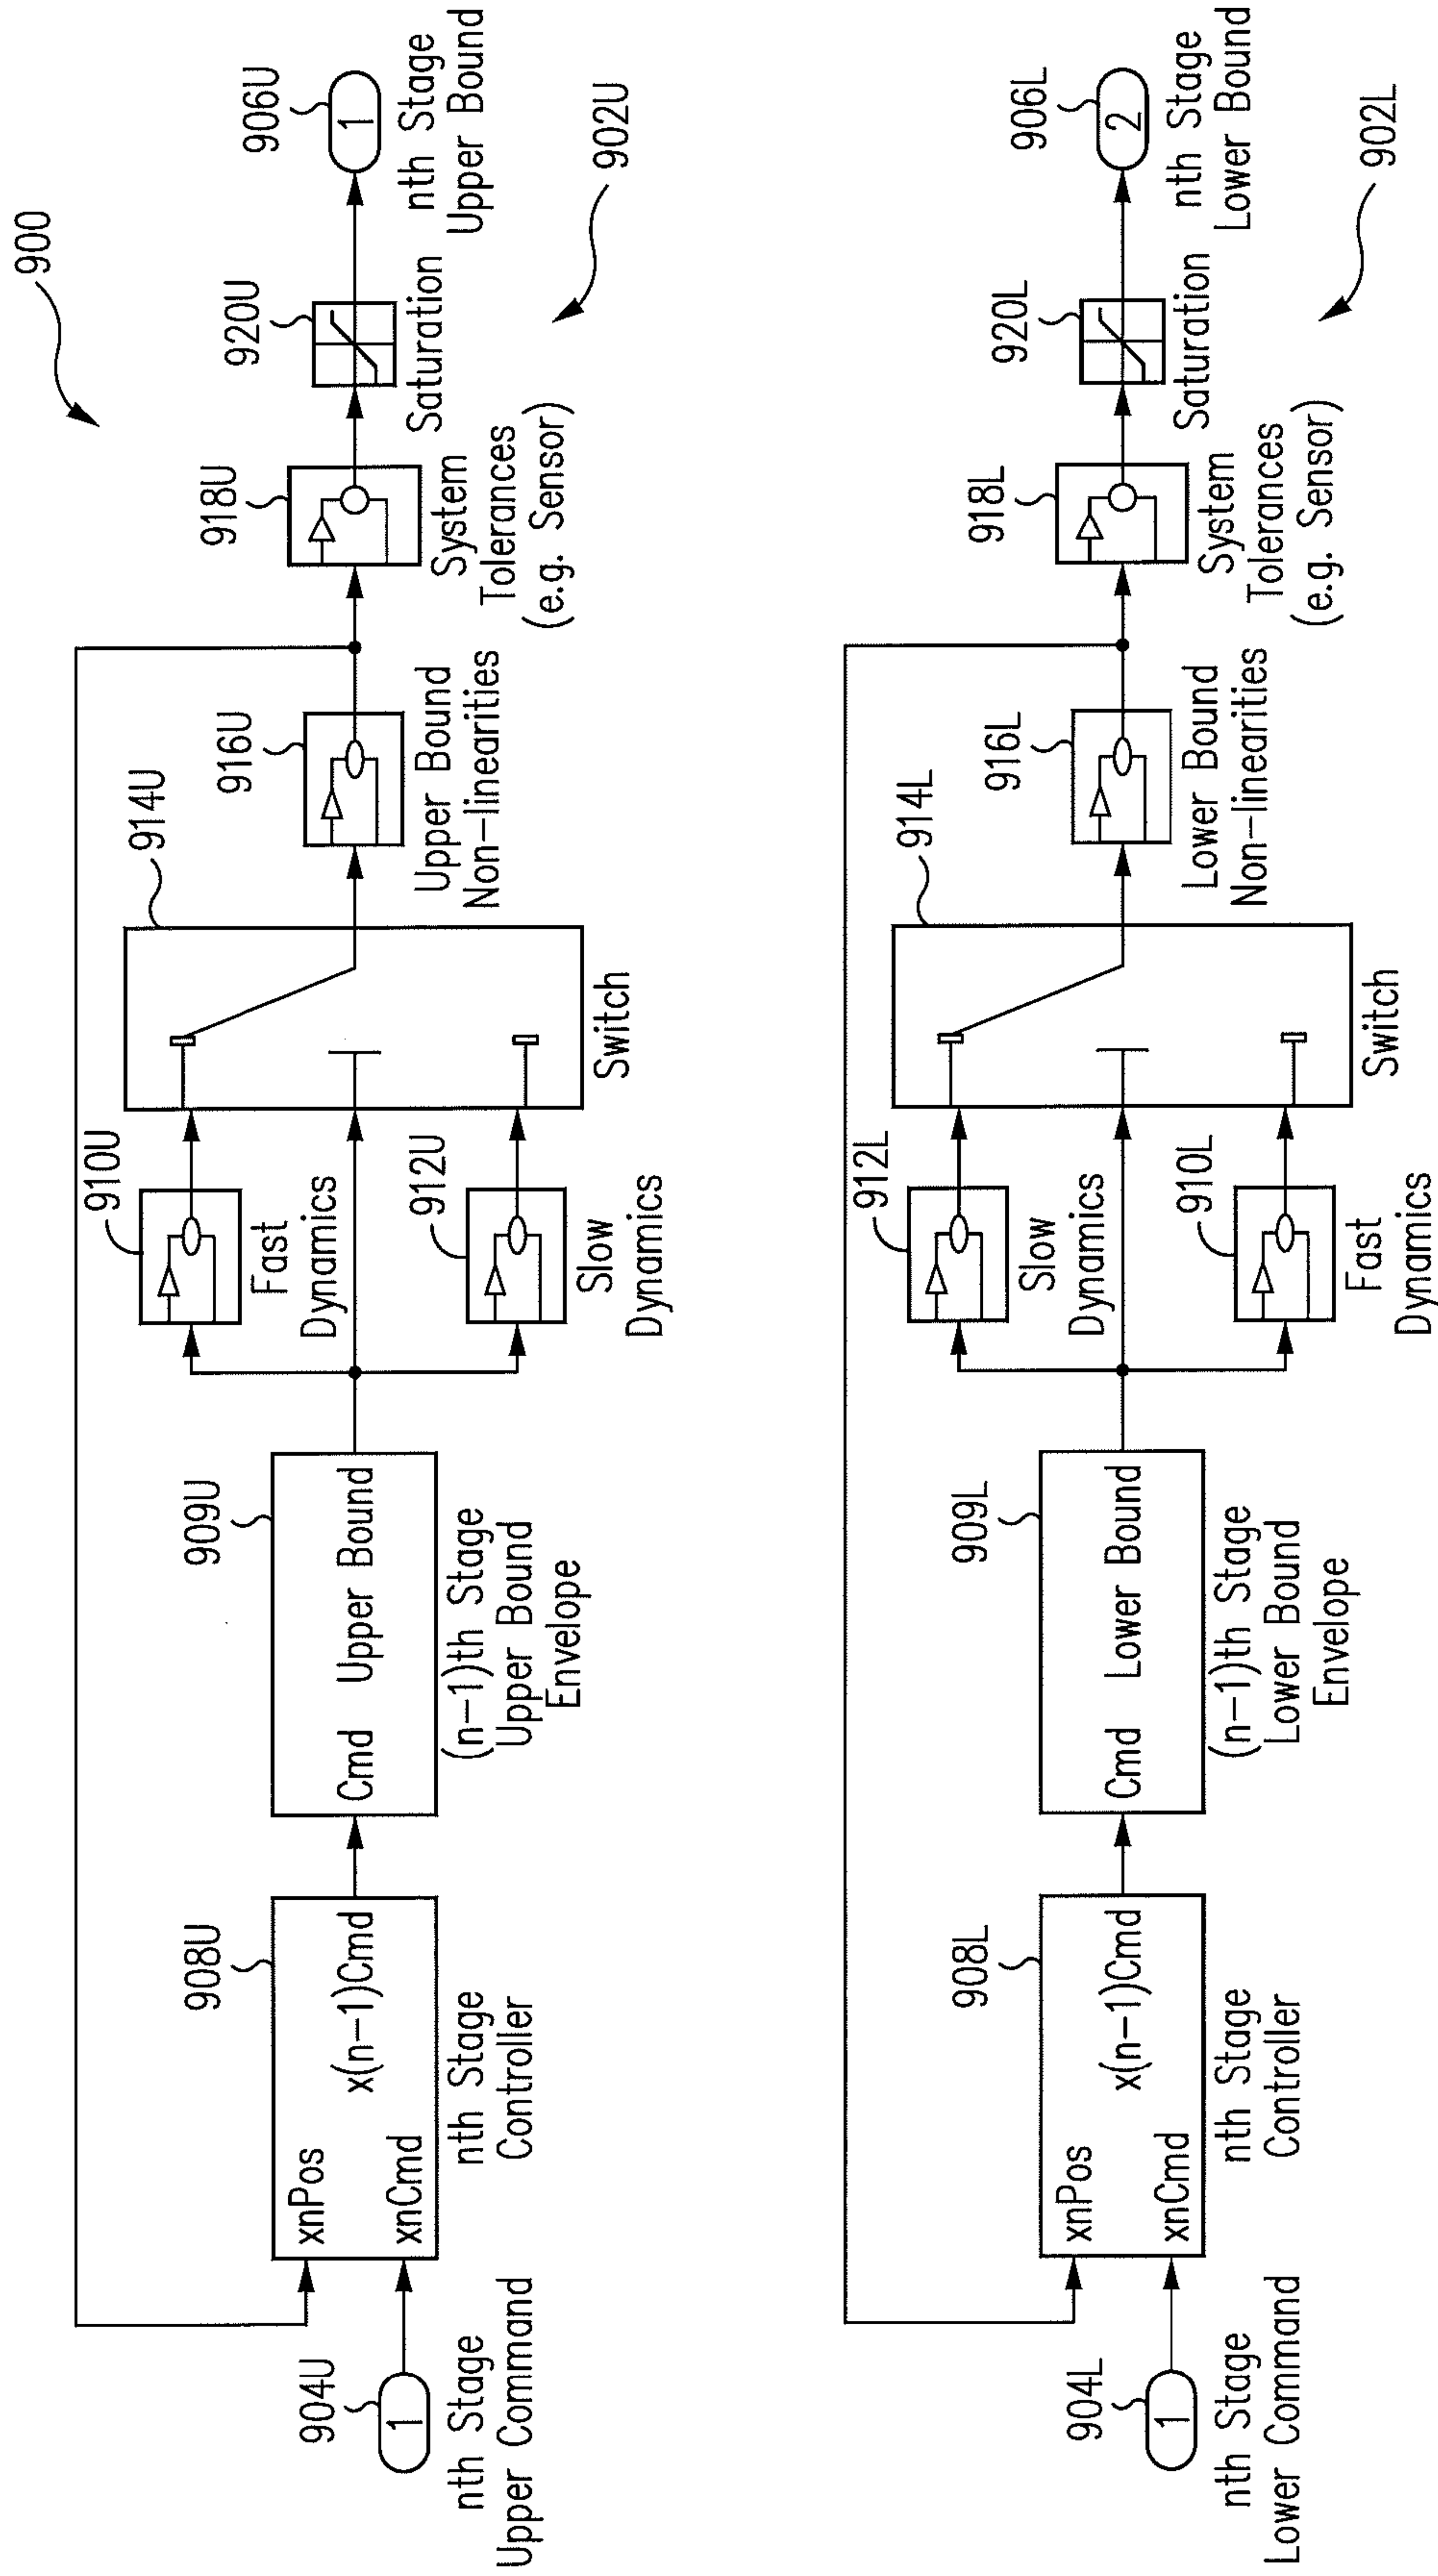 900
904U
1
nth Stage
Upper Command
908U
xnPos
x(n-1)Cmd
xnCmd
nth Stage
Controller
909U
Cmd Upper Bound
(n-1)th Stage
Upper Bound
Envelope
910U
Fast
Dynamics
912U
Slow
Dynamics
914U
Switch
916U
Upper Bound
Non-linearities
918U
System
Tolerances
(e.g. Sensor)
920U
Saturation
906U
1
nth Stage
Upper Bound
902U
904L
1
nth Stage
Lower Command
908L
xnPos
x(n-1)Cmd
xnCmd
nth Stage
Controller
909L
Cmd Lower Bound
(n-1)th Stage
Lower Bound
Envelope
912L
Slow
Dynamics
910L
Fast
Dynamics
914L
Switch
916L
Lower Bound
Non-linearities
918L
System
Tolerances
(e.g. Sensor)
920L
Saturation
906L
2
nth Stage
Lower Bound
902L